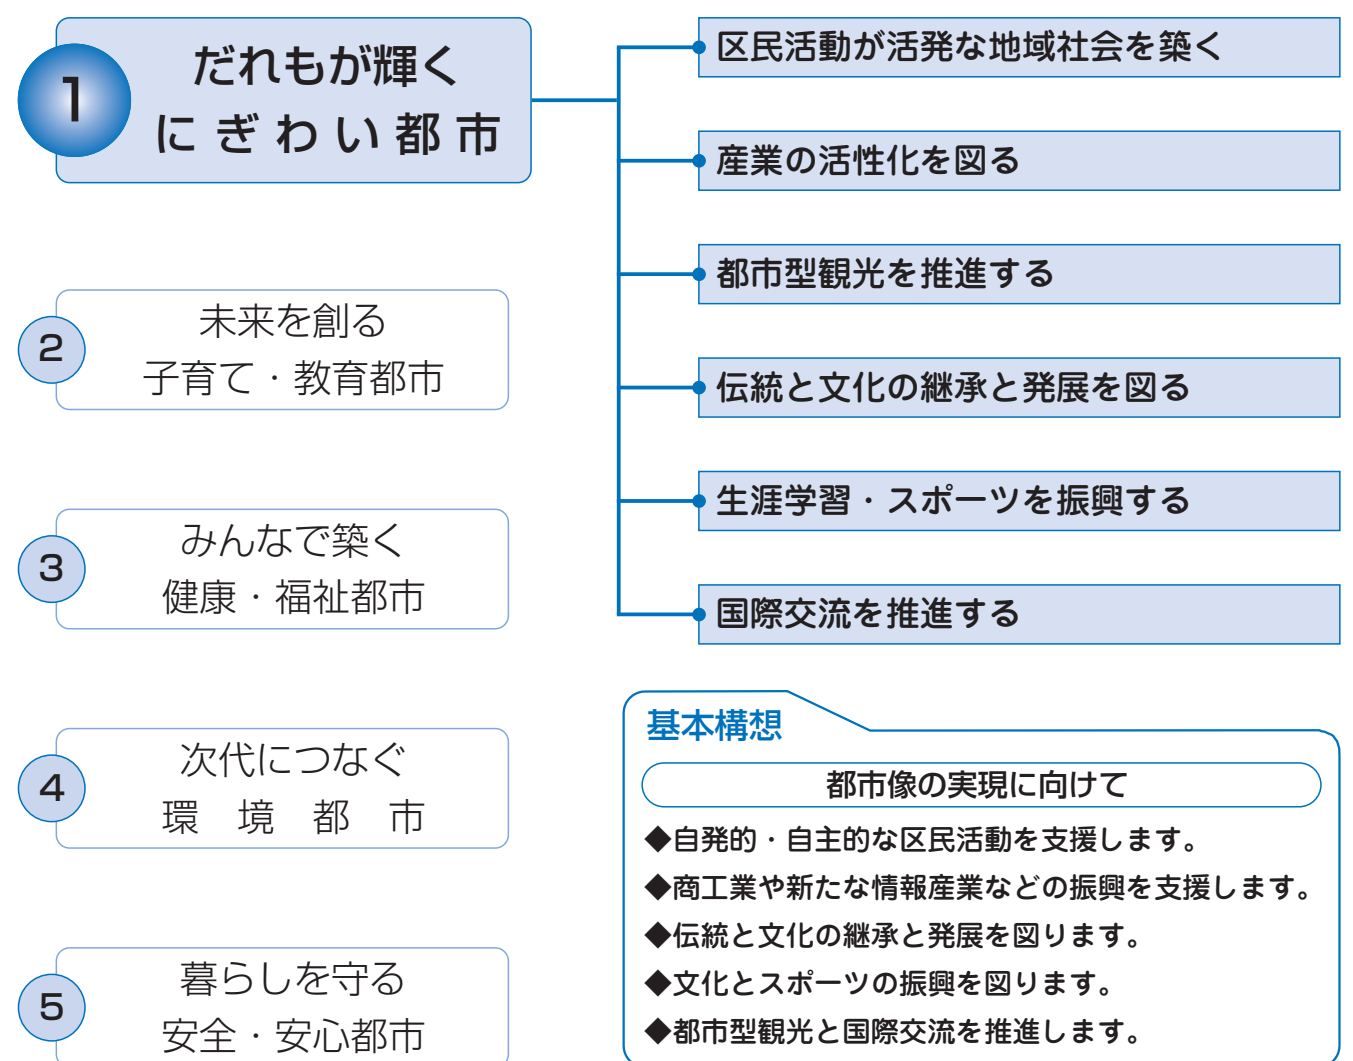 1
だれもが輝く
にぎわい都市
区民活動が活発な地域社会を築く
産業の活性化を図る
都市型観光を推進する
伝統と文化の継承と発展を図る
生涯学習・スポーツを振興する
国際交流を推進する
2
未来を創る
子育て・教育都市
3
みんなで築く
健康・福祉都市
4
次代につなぐ
環境都市
5
暮らしを守る
安全・安心都市
基本構想
都市像の実現に向けて
◆自発的・自主的な区民活動を支援します。
◆商工業や新たな情報産業などの振興を支援します。
◆伝統と文化の継承と発展を図ります。
◆文化とスポーツの振興を図ります。
◆都市型観光と国際交流を推進します。